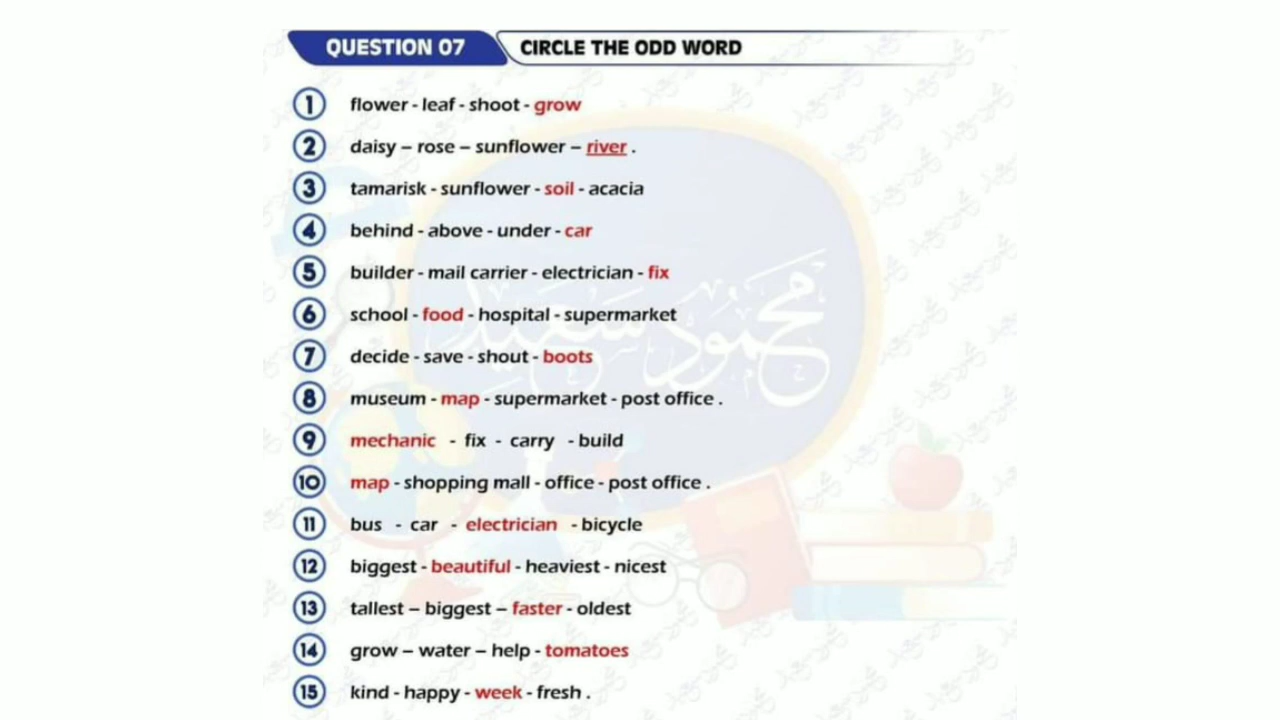 QUESTION 07 CIRCLE THE ODD WORD
1 flower - leaf - shoot - grow
2 daisy – rose – sunflower – river .
3 tamarisk - sunflower - soil - acacia
4 behind - above - under - car
5 builder - mail carrier - electrician - fix
6 school - food - hospital - supermarket
7 decide - save - shout - boots
8 museum - map - supermarket - post office .
9 mechanic - fix - carry - build
10 map - shopping mall - office - post office .
11 bus - car - electrician - bicycle
12 biggest - beautiful - heaviest - nicest
13 tallest – biggest – faster - oldest
14 grow – water – help - tomatoes
15 kind - happy - week - fresh .
محمود سعيد